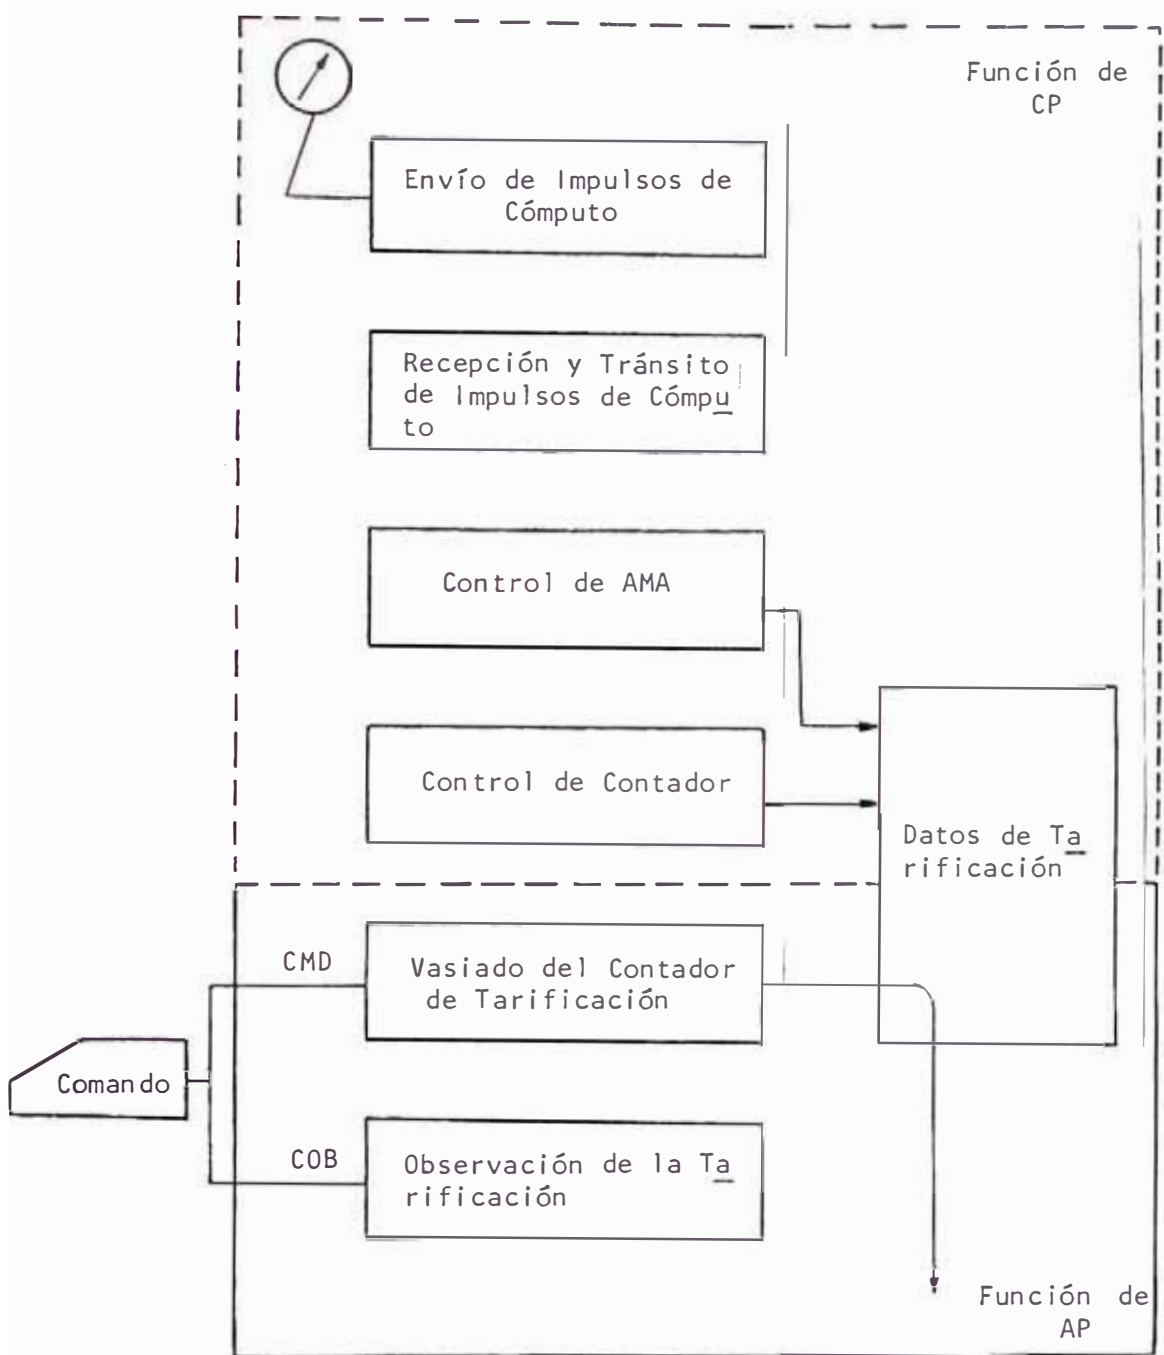 Función de
CP
Envío de Impulsos de
Cómputo
Recepción y Tránsito
de Impulsos de Cómpu
to
Control de AMA
Control de Contador
Datos de Ta
rificación
CMD
Vasiado del Contador
de Tarificación
Comando
COB
Observación de la Ta
rificación
Función de
AP